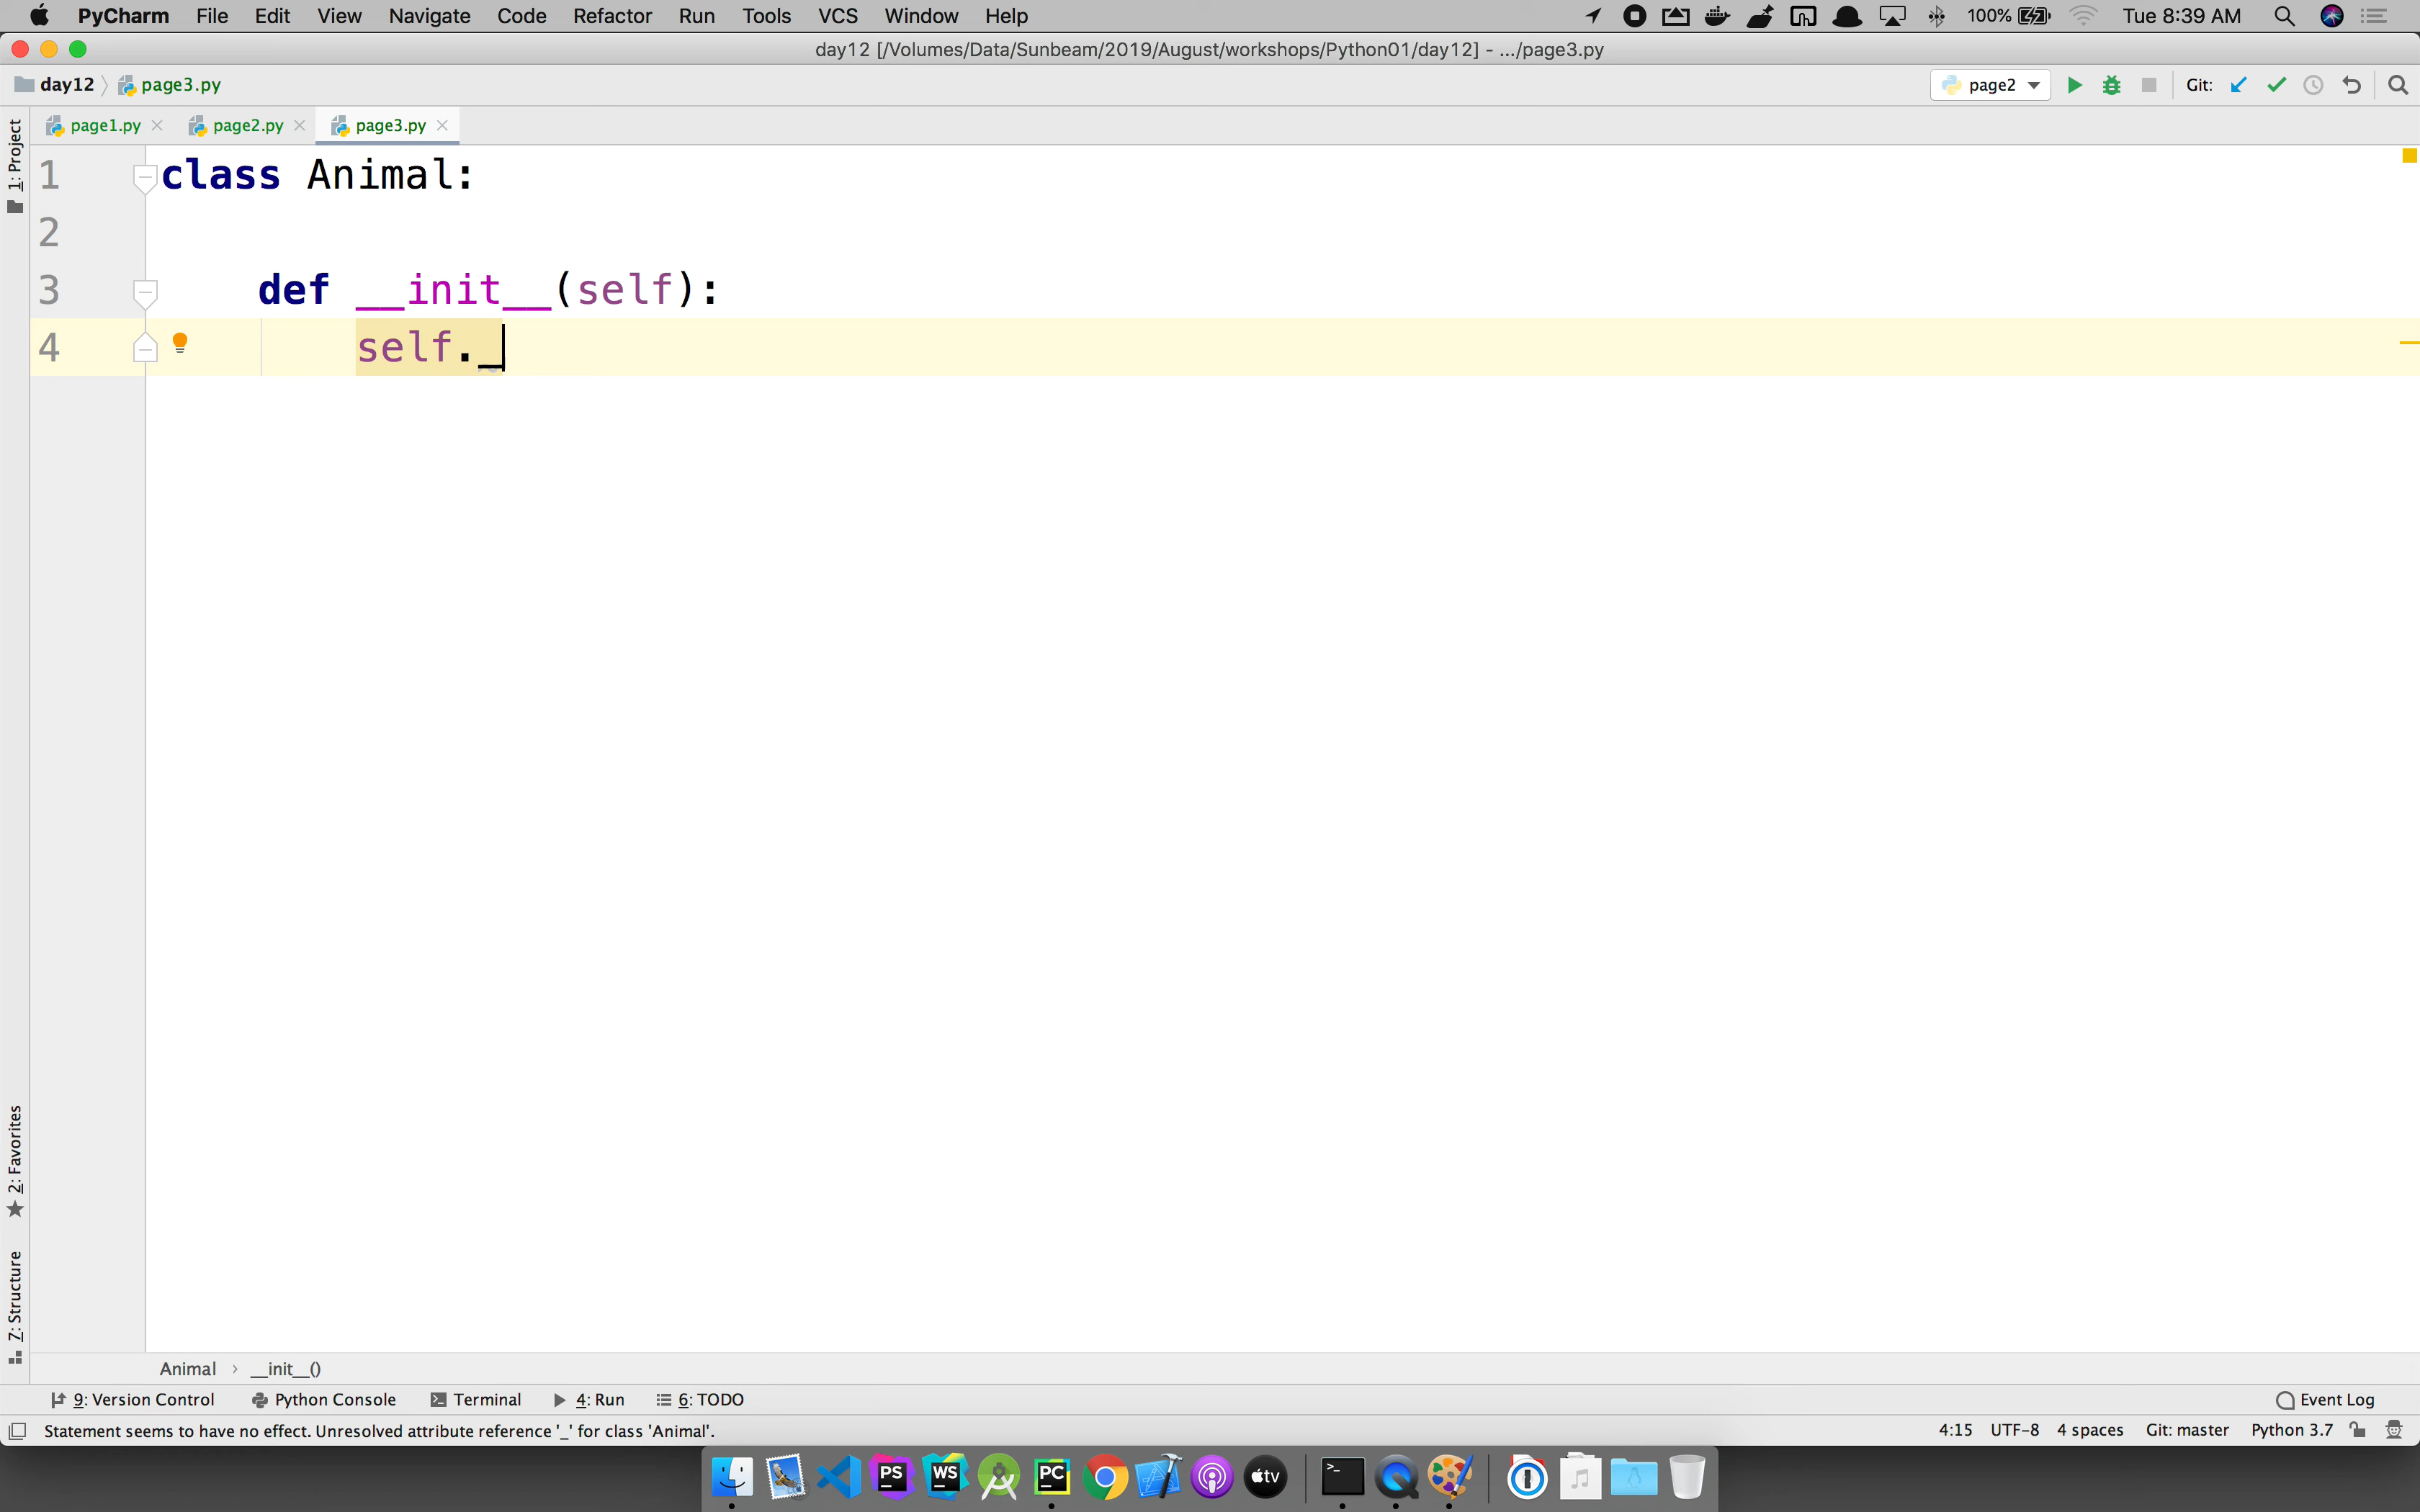 PyCharm File Edit View Navigate Code Refactor Run Tools VCS Window Help 100% Tue 8:39 AM
day12 [/Volumes/Data/Sunbeam/2019/August/workshops/Python01/day12] - .../page3.py
day12 page3.py page2 Git:
page1.py page2.py page3.py
1: Project
1 class Animal:
2
3 def __init__(self):
4 self._
2: Favorites
7: Structure
Animal › __init__()
9: Version Control Python Console Terminal 4: Run 6: TODO Event Log
Statement seems to have no effect. Unresolved attribute reference '_' for class 'Animal'. 4:15 UTF-8 4 spaces Git: master Python 3.7
PS WS PC tv >_